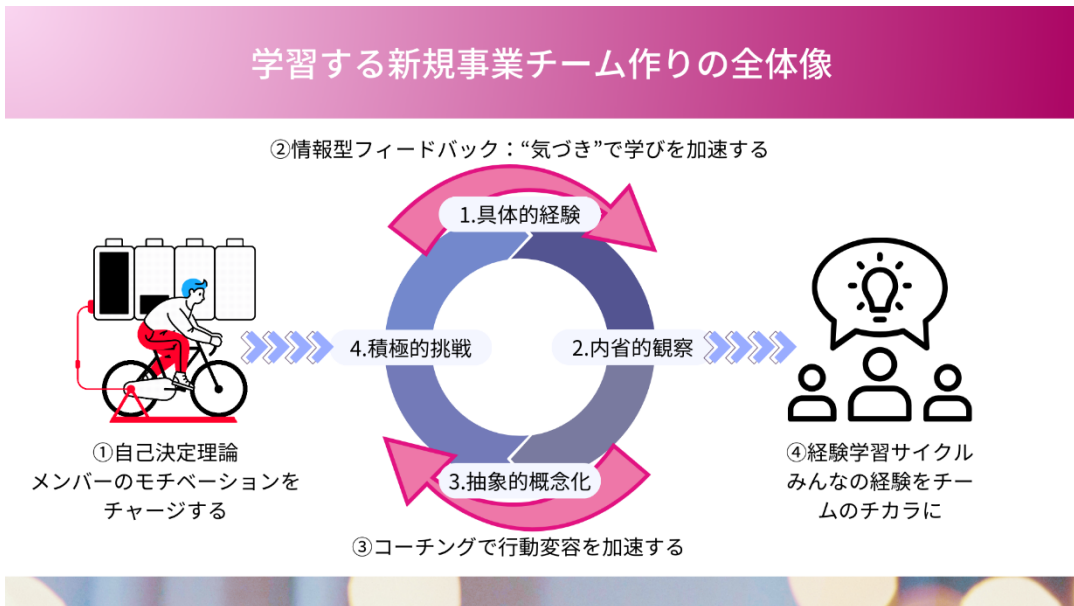 学習する新規事業チーム作りの全体像
②情報型フィードバック：“気づき”で学びを加速する
1.具体的経験
4.積極的挑戦
2.内省的観察
3.抽象的概念化
①自己決定理論
メンバーのモチベーションを
チャージする
④経験学習サイクル
みんなの経験をチー
ムのチカラに
③コーチングで行動変容を加速する